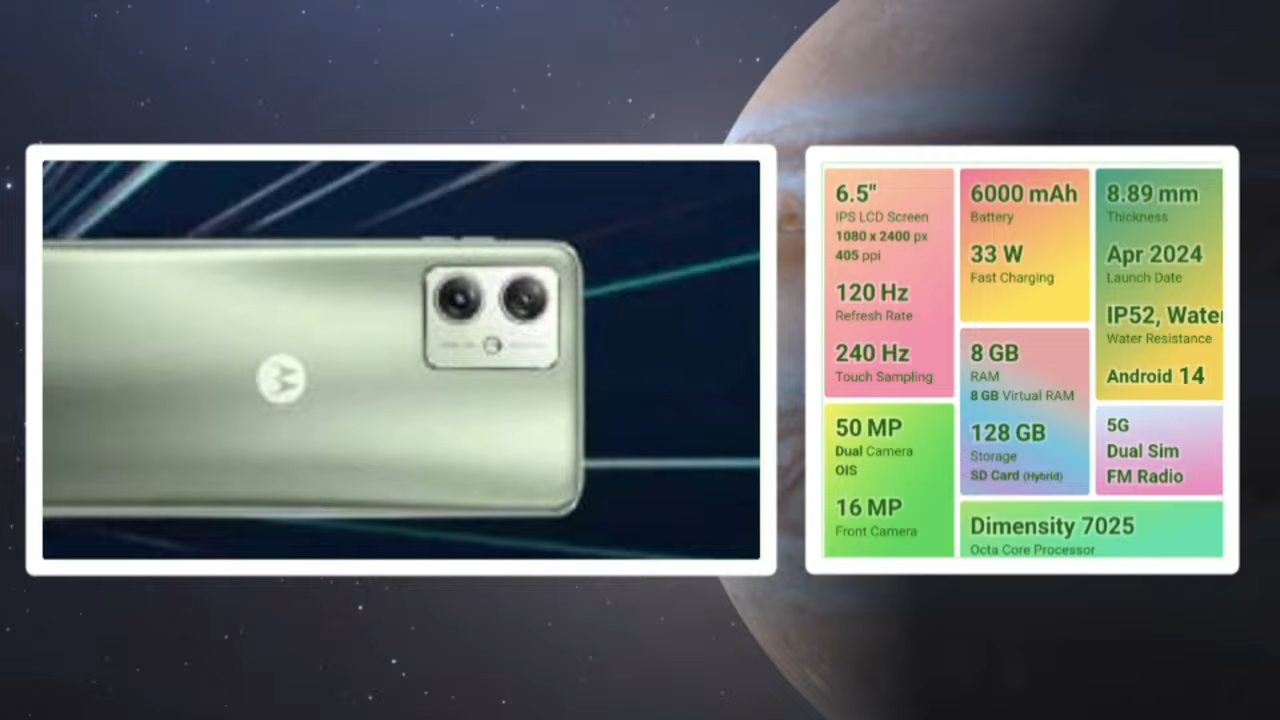 6.5"
IPS LCD Screen
1080 x 2400 px
405 ppi
120 Hz
Refresh Rate
240 Hz
Touch Sampling
50 MP
Dual Camera
OIS
16 MP
Front Camera
6000 mAh
Battery
33 W
Fast Charging
8 GB
RAM
8 GB Virtual RAM
128 GB
Storage
SD Card (Hybrid)
8.89 mm
Thickness
Apr 2024
Launch Date
IP52, Water
Water Resistance
Android 14
5G
Dual Sim
FM Radio
Dimensity 7025
Octa Core Processor